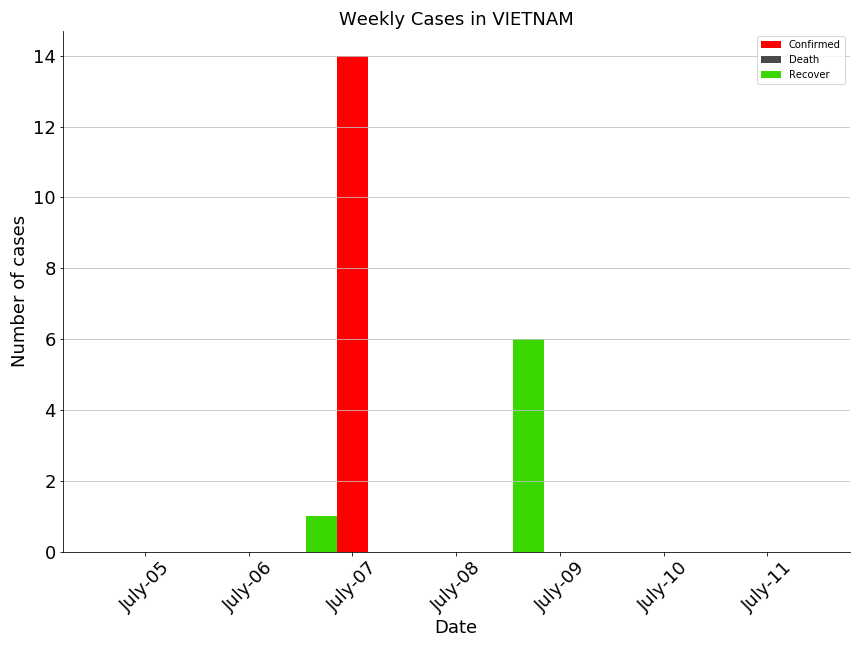 Weekly Cases in VIETNAM
Confirmed
Death
Recover
14
12
10
8
6
4
2
0
Number of cases
July-05
July-06
July-07
July-08
July-09
July-10
July-11
Date